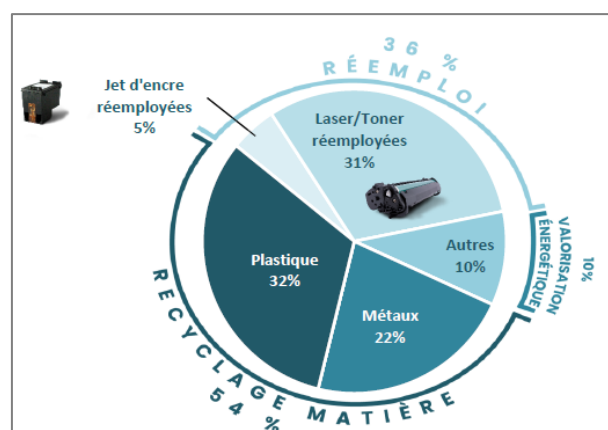 36 %
RÉEMPLOI
Jet d'encre
réemployées
5%
Laser/Toner
réemployées
31%
Autres
10%
VALORISATION
ÉNERGÉTIQUE
10%
Plastique
32%
Métaux
22%
RECYCLAGE MATIÈRE
54 %